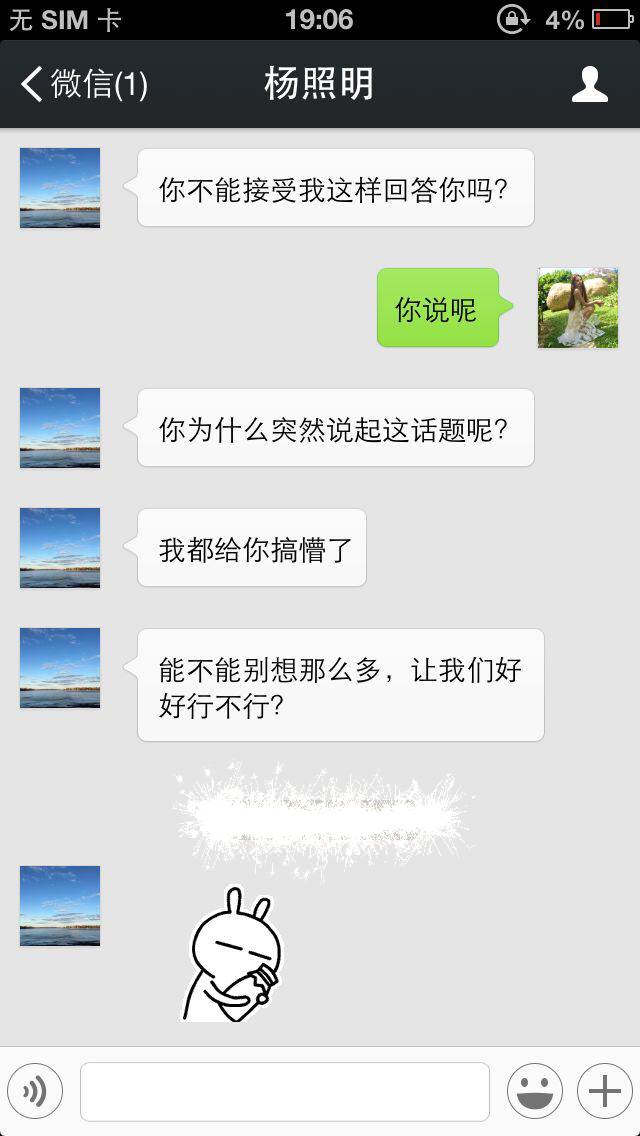 无 SIM 卡 19:06 4%
微信(1) 杨照明
你不能接受我这样回答你吗？
你说呢
你为什么突然说起这话题呢？
我都给你搞懵了
能不能别想那么多，让我们好
好行不行？